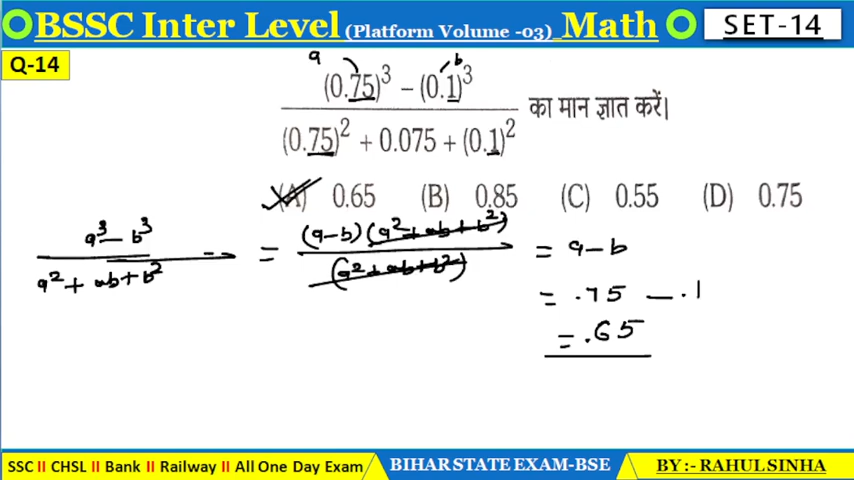 BSSC Inter Level (Platform Volume -03)_ Math SET-14
Q-14
a b
(0.75)³ − (0.1)³
(0.75)² + 0.075 + (0.1)² का मान ज्ञात करें।
(A) 0.65 (B) 0.85 (C) 0.55 (D) 0.75
a³ − b³ = (a−b)(a²+ab+b²) = a−b
a² + ab + b² (a²+ab+b²)
= .75 − .1
= .65
SSC II CHSL II Bank II Railway II All One Day Exam BIHAR STATE EXAM-BSE BY :- RAHUL SINHA